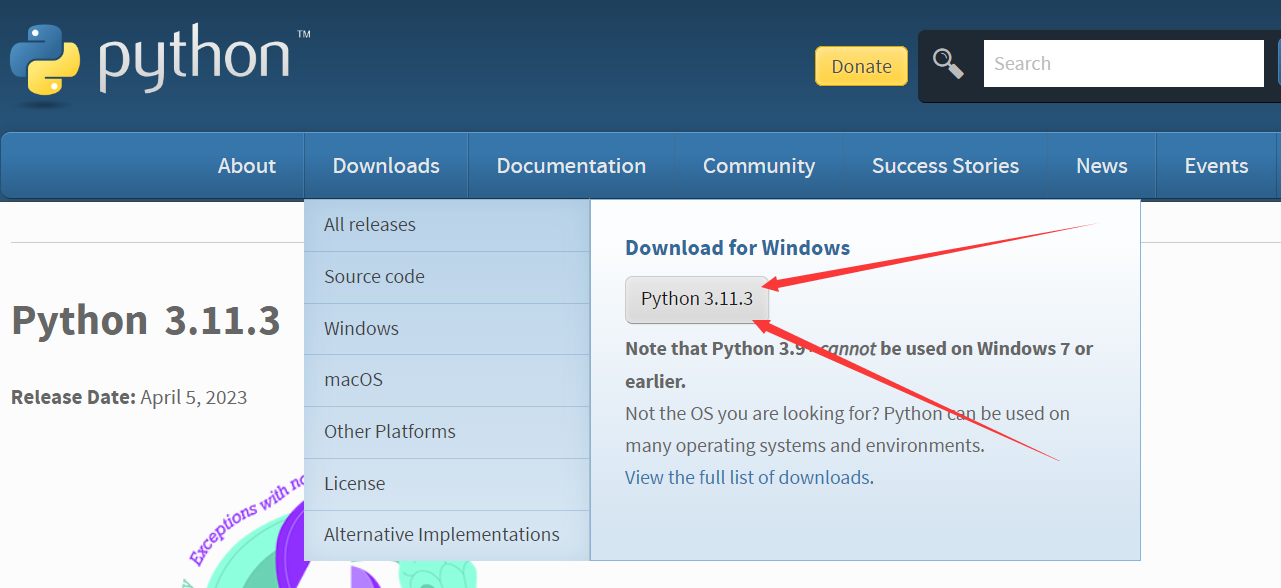 python™
Donate
Search
About
Downloads
Documentation
Community
Success Stories
News
Events
All releases
Source code
Windows
macOS
Other Platforms
License
Alternative Implementations
Download for Windows
Python 3.11.3
Note that Python 3.9+ cannot be used on Windows 7 or
earlier.
Not the OS you are looking for? Python can be used on
many operating systems and environments.
View the full list of downloads.
Python 3.11.3
Release Date: April 5, 2023
Exceptions with